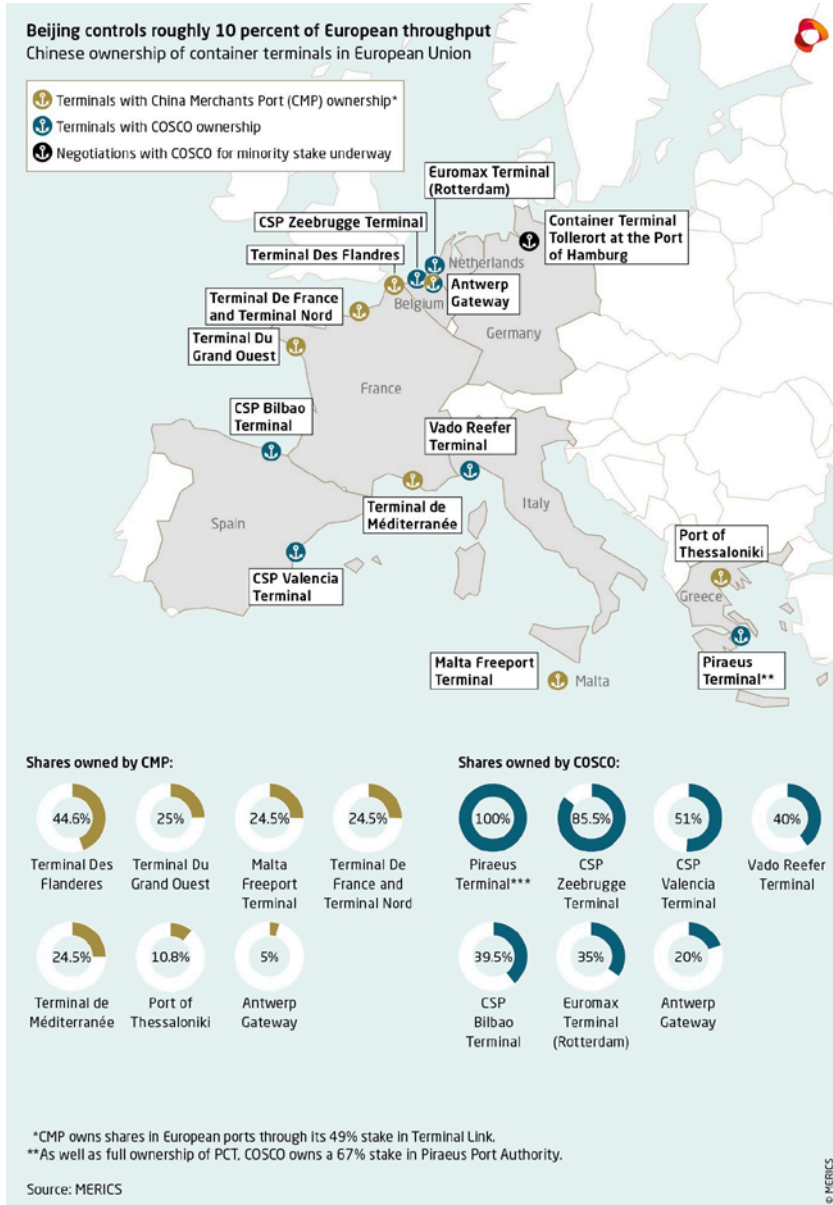 Beijing controls roughly 10 percent of European throughput
Chinese ownership of container terminals in European Union
Terminals with China Merchants Port (CMP) ownership*
Terminals with COSCO ownership
Negotiations with COSCO for minority stake underway
Euromax Terminal
(Rotterdam)
CSP Zeebrugge Terminal
Container Terminal
Tollerort at the Port
of Hamburg
Terminal Des Flandres
Netherlands
Antwerp
Gateway
Belgium
Terminal De France
and Terminal Nord
Germany
Terminal Du
Grand Ouest
France
CSP Bilbao
Terminal
Vado Reefer
Terminal
Italy
Terminal de
Méditerranée
Spain
Port of
Thessaloniki
CSP Valencia
Terminal
Greece
Malta Freeport
Terminal
Malta
Piraeus
Terminal**
Shares owned by CMP:
44.6%
Terminal Des
Flanderes
25%
Terminal Du
Grand Ouest
24.5%
Malta
Freeport
Terminal
24.5%
Terminal De
France and
Terminal Nord
24.5%
Terminal de
Méditerranée
10.8%
Port of
Thessaloniki
5%
Antwerp
Gateway
Shares owned by COSCO:
100%
Piraeus
Terminal***
85.5%
CSP
Zeebrugge
Terminal
51%
CSP
Valencia
Terminal
40%
Vado Reefer
Terminal
39.5%
CSP
Bilbao
Terminal
35%
Euromax
Terminal
(Rotterdam)
20%
Antwerp
Gateway
*CMP owns shares in European ports through its 49% stake in Terminal Link.
**As well as full ownership of PCT, COSCO owns a 67% stake in Piraeus Port Authority.
Source: MERICS
© MERICS